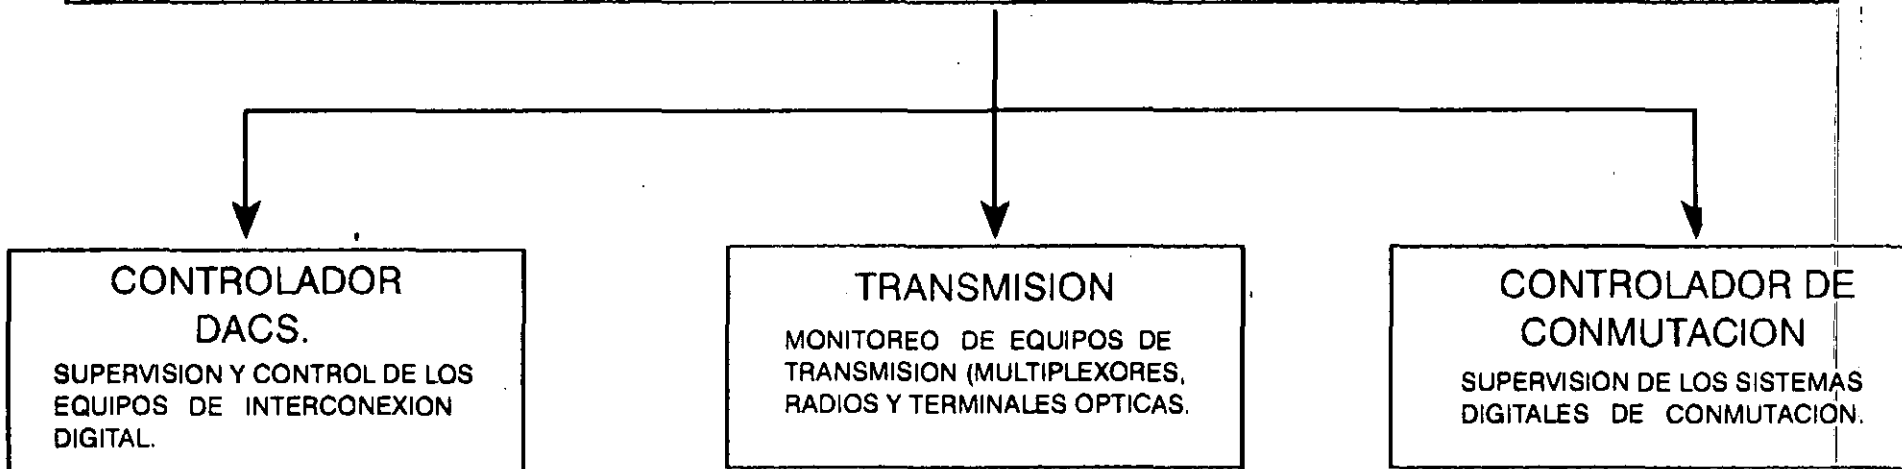 CONTROLADOR
DACS.
SUPERVISION Y CONTROL DE LOS
EQUIPOS DE INTERCONEXION
DIGITAL.
TRANSMISION
MONITOREO DE EQUIPOS DE
TRANSMISION (MULTIPLEXORES,
RADIOS Y TERMINALES OPTICAS.
CONTROLADOR DE
CONMUTACION
SUPERVISION DE LOS SISTEMAS
DIGITALES DE CONMUTACION.